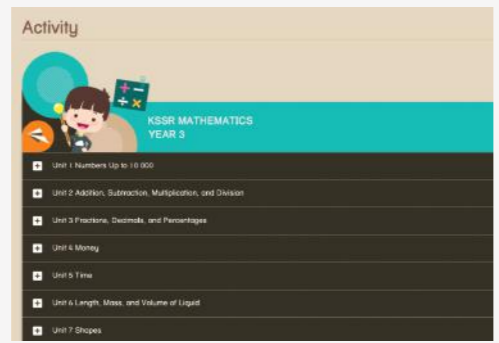 Activity
KSSR MATHEMATICS
YEAR 3
Unit 1 Numbers Up to 10 000
Unit 2 Addition, Subtraction, Multiplication, and Division
Unit 3 Fractions, Decimals, and Percentages
Unit 4 Money
Unit 5 Time
Unit 6 Length, Mass, and Volume of Liquid
Unit 7 Shapes